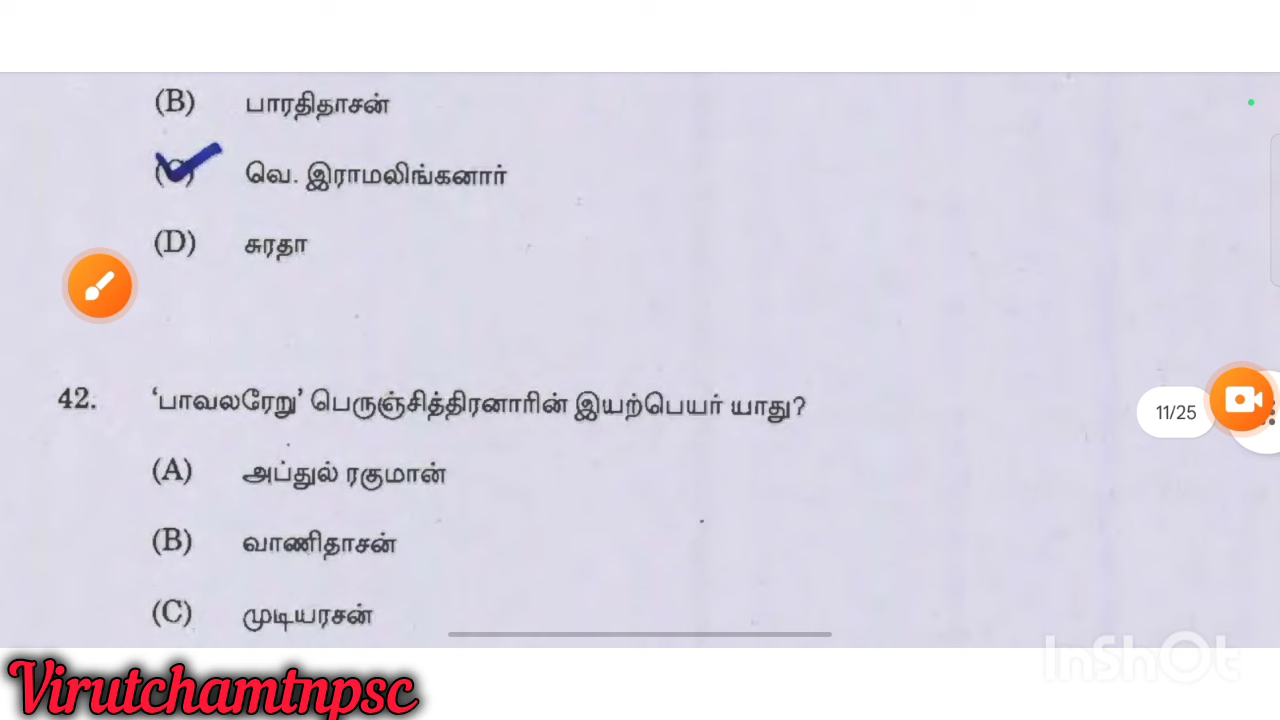 (B) பாரதிதாசன்
(C) வெ. இராமலிங்கனார்
(D) சுரதா
42. 'பாவலரேறு' பெருஞ்சித்திரனாரின் இயற்பெயர் யாது?
11/25
(A) அப்துல் ரகுமான்
(B) வாணிதாசன்
(C) முடியரசன்
InShOt
Virutchamtnpsc